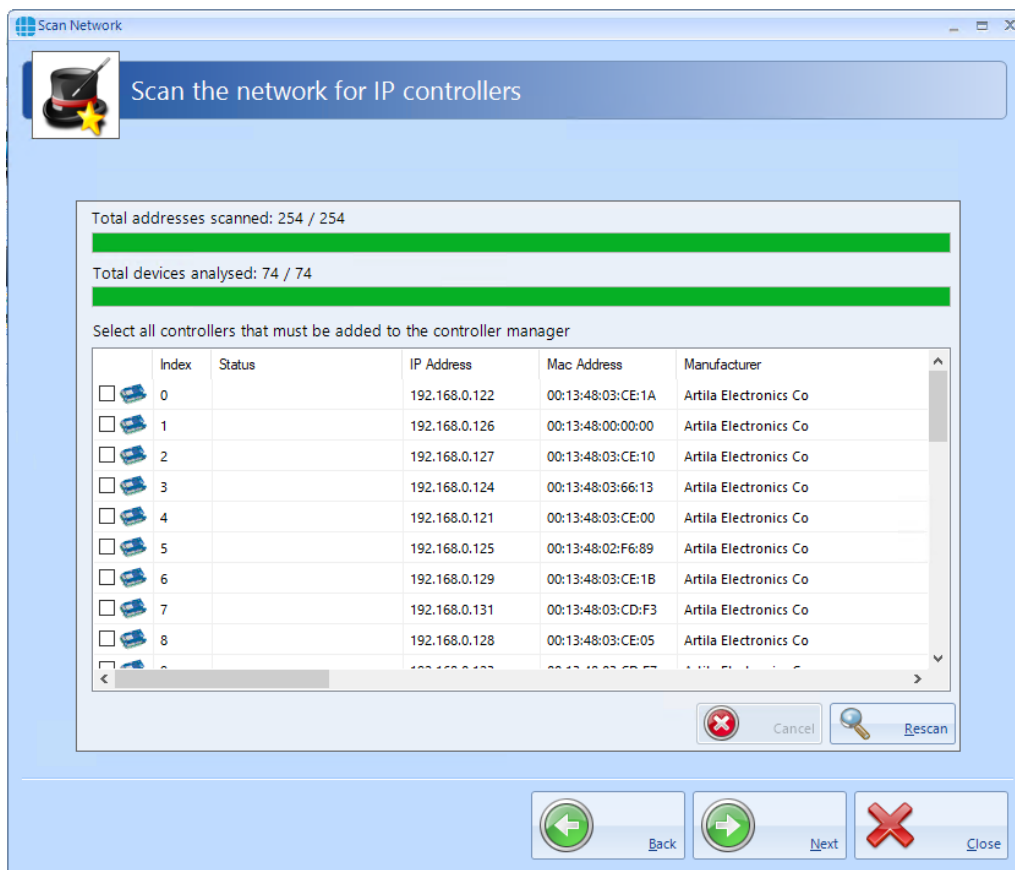 Scan Network
Scan the network for IP controllers
Total addresses scanned: 254 / 254
Total devices analysed: 74 / 74
Select all controllers that must be added to the controller manager
Index Status IP Address Mac Address Manufacturer
0 192.168.0.122 00:13:48:03:CE:1A Artila Electronics Co
1 192.168.0.126 00:13:48:00:00:00 Artila Electronics Co
2 192.168.0.127 00:13:48:03:CE:10 Artila Electronics Co
3 192.168.0.124 00:13:48:03:66:13 Artila Electronics Co
4 192.168.0.121 00:13:48:03:CE:00 Artila Electronics Co
5 192.168.0.125 00:13:48:02:F6:89 Artila Electronics Co
6 192.168.0.129 00:13:48:03:CE:1B Artila Electronics Co
7 192.168.0.131 00:13:48:03:CD:F3 Artila Electronics Co
8 192.168.0.128 00:13:48:03:CE:05 Artila Electronics Co
Cancel Rescan
Back Next Close